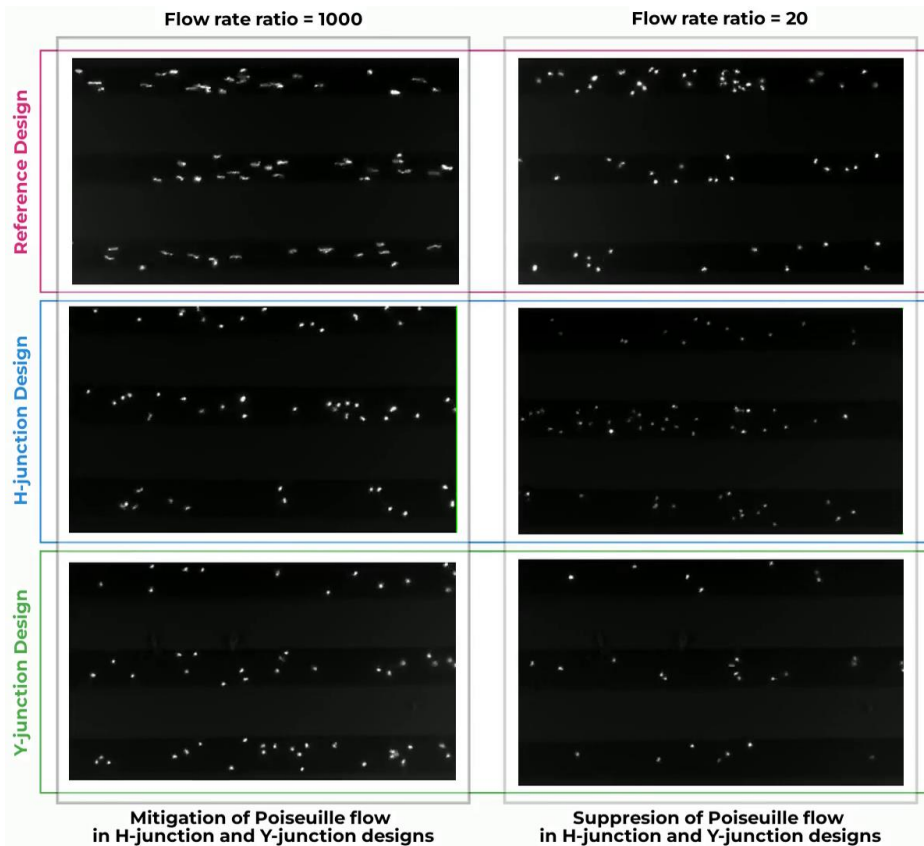 Flow rate ratio = 1000
Flow rate ratio = 20
Reference Design
H-junction Design
Y-junction Design
Mitigation of Poiseuille flow
in H-junction and Y-junction designs
Suppresion of Poiseuille flow
in H-junction and Y-junction designs